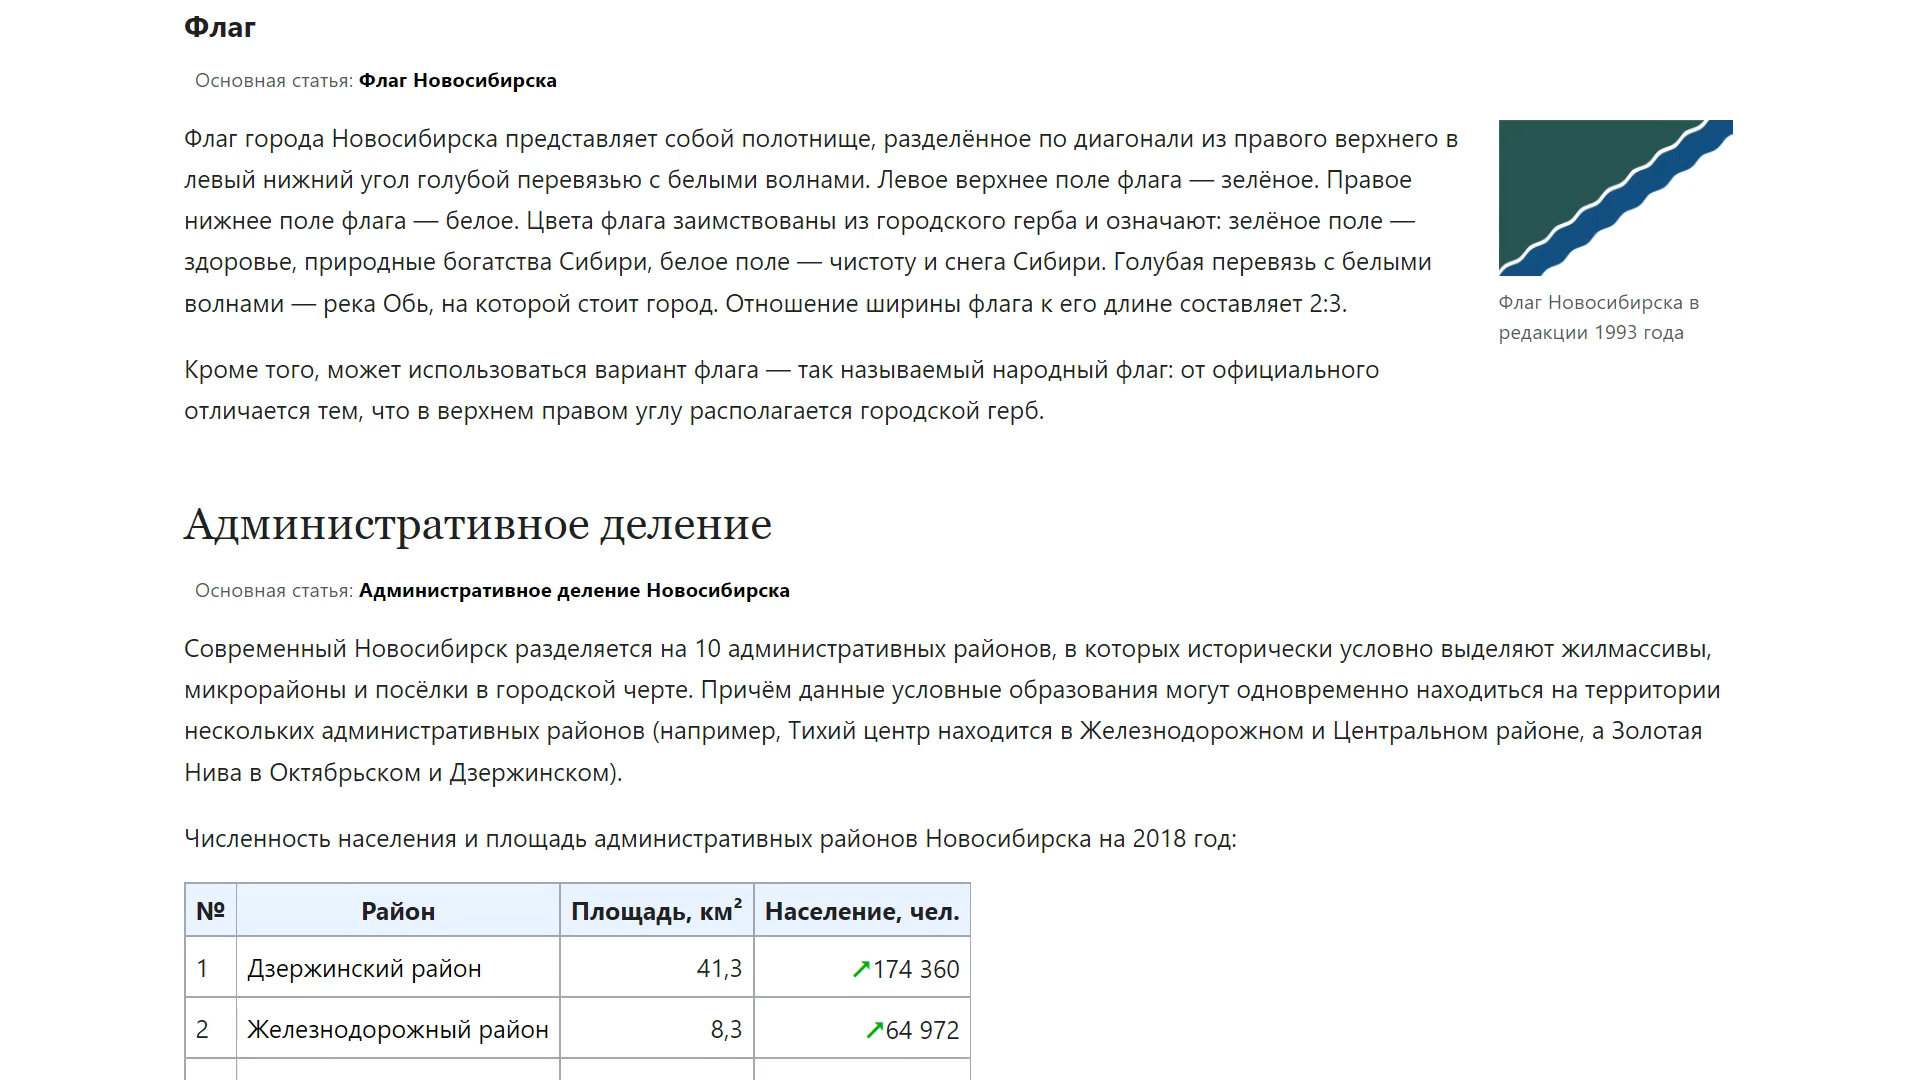 Флаг
Основная статья: Флаг Новосибирска
Флаг города Новосибирска представляет собой полотнище, разделённое по диагонали из правого верхнего в
левый нижний угол голубой перевязью с белыми волнами. Левое верхнее поле флага — зелёное. Правое
нижнее поле флага — белое. Цвета флага заимствованы из городского герба и означают: зелёное поле —
здоровье, природные богатства Сибири, белое поле — чистоту и снега Сибири. Голубая перевязь с белыми
волнами — река Обь, на которой стоит город. Отношение ширины флага к его длине составляет 2:3.
Флаг Новосибирска в
редакции 1993 года
Кроме того, может использоваться вариант флага — так называемый народный флаг: от официального
отличается тем, что в верхнем правом углу располагается городской герб.
Административное деление
Основная статья: Административное деление Новосибирска
Современный Новосибирск разделяется на 10 административных районов, в которых исторически условно выделяют жилмассивы,
микрорайоны и посёлки в городской черте. Причём данные условные образования могут одновременно находиться на территории
нескольких административных районов (например, Тихий центр находится в Железнодорожном и Центральном районе, а Золотая
Нива в Октябрьском и Дзержинском).
Численность населения и площадь административных районов Новосибирска на 2018 год:
№ Район Площадь, км² Население, чел.
1 Дзержинский район 41,3 ↗174 360
2 Железнодорожный район 8,3 ↗64 972